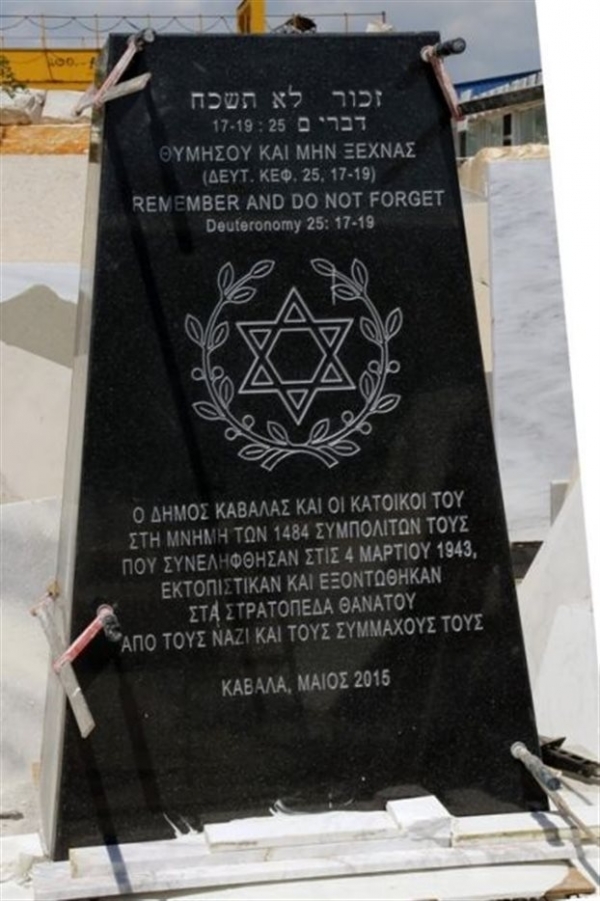 זכור לא תשכח
דברים 25 : 17-19
ΘΥΜΗΣΟΥ ΚΑΙ ΜΗΝ ΞΕΧΝΑΣ
(ΔΕΥΤ. ΚΕΦ. 25, 17-19)
REMEMBER AND DO NOT FORGET
Deuteronomy 25: 17-19
Ο ΔΗΜΟΣ ΚΑΒΑΛΑΣ ΚΑΙ ΟΙ ΚΑΤΟΙΚΟΙ ΤΟΥ
ΣΤΗ ΜΝΗΜΗ ΤΩΝ 1484 ΣΥΜΠΟΛΙΤΩΝ ΤΟΥΣ
ΠΟΥ ΣΥΝΕΛΗΦΘΗΣΑΝ ΣΤΙΣ 4 ΜΑΡΤΙΟΥ 1943,
ΕΚΤΟΠΙΣΤΙΚΑΝ ΚΑΙ ΕΞΟΝΤΩΘΗΚΑΝ
ΣΤΑ ΣΤΡΑΤΟΠΕΔΑ ΘΑΝΑΤΟΥ
ΑΠΟ ΤΟΥΣ ΝΑΖΙ ΚΑΙ ΤΟΥΣ ΣΥΜΜΑΧΟΥΣ ΤΟΥΣ
ΚΑΒΑΛΑ, ΜΑΙΟΣ 2015